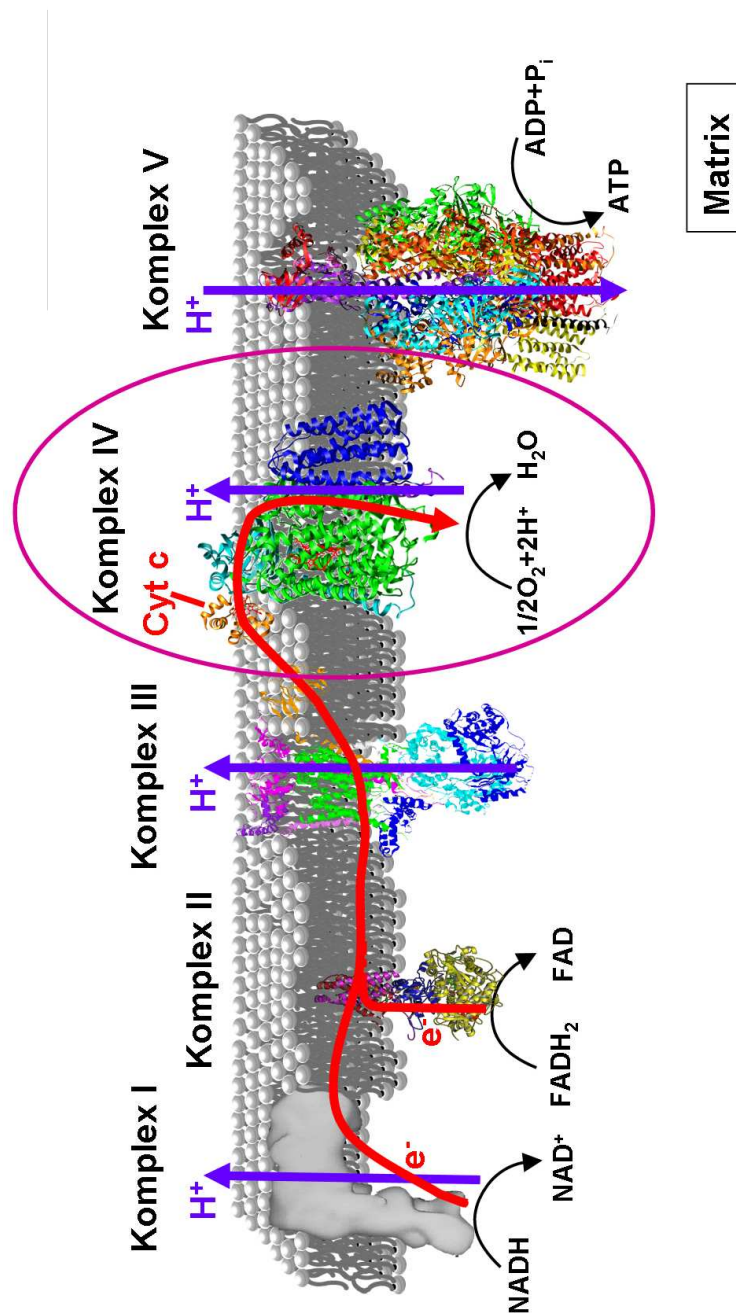 Komplex I
Komplex II
Komplex III
Komplex IV
Komplex V
H⁺
H⁺
Cyt c
H⁺
H⁺
e⁻
e⁻
NADH
NAD⁺
FADH₂
FAD
1/2O₂+2H⁺
H₂O
ADP+Pᵢ
ATP
Matrix